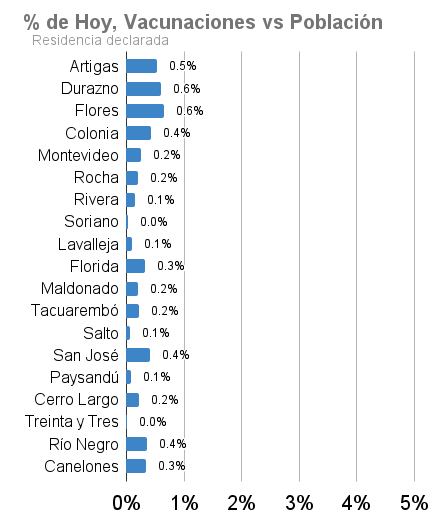 % de Hoy, Vacunaciones vs Población
Residencia declarada
Artigas 0.5%
Durazno 0.6%
Flores 0.6%
Colonia 0.4%
Montevideo 0.2%
Rocha 0.2%
Rivera 0.1%
Soriano 0.0%
Lavalleja 0.1%
Florida 0.3%
Maldonado 0.2%
Tacuarembó 0.2%
Salto 0.1%
San José 0.4%
Paysandú 0.1%
Cerro Largo 0.2%
Treinta y Tres 0.0%
Río Negro 0.4%
Canelones 0.3%
0% 1% 2% 3% 4% 5%